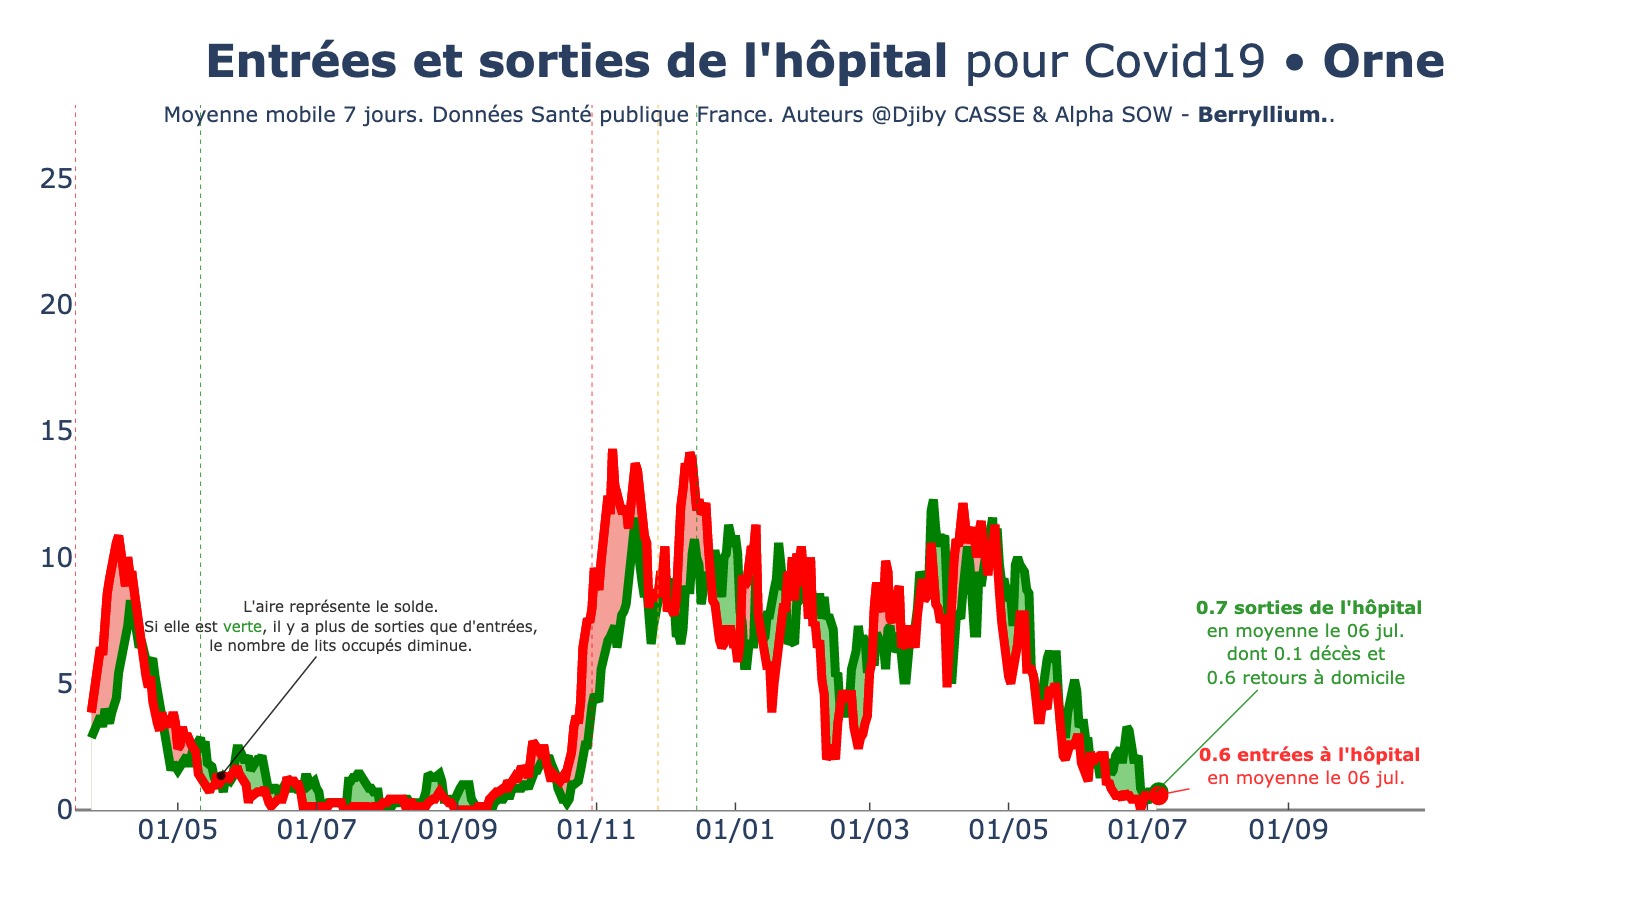 Entrées et sorties de l'hôpital pour Covid19 • Orne
Moyenne mobile 7 jours. Données Santé publique France. Auteurs @Djiby CASSE & Alpha SOW - Berryllium..
25
20
15
10
5
0
L'aire représente le solde.
Si elle est verte, il y a plus de sorties que d'entrées,
le nombre de lits occupés diminue.
0.7 sorties de l'hôpital
en moyenne le 06 jul.
dont 0.1 décès et
0.6 retours à domicile
0.6 entrées à l'hôpital
en moyenne le 06 jul.
01/05 01/07 01/09 01/11 01/01 01/03 01/05 01/07 01/09